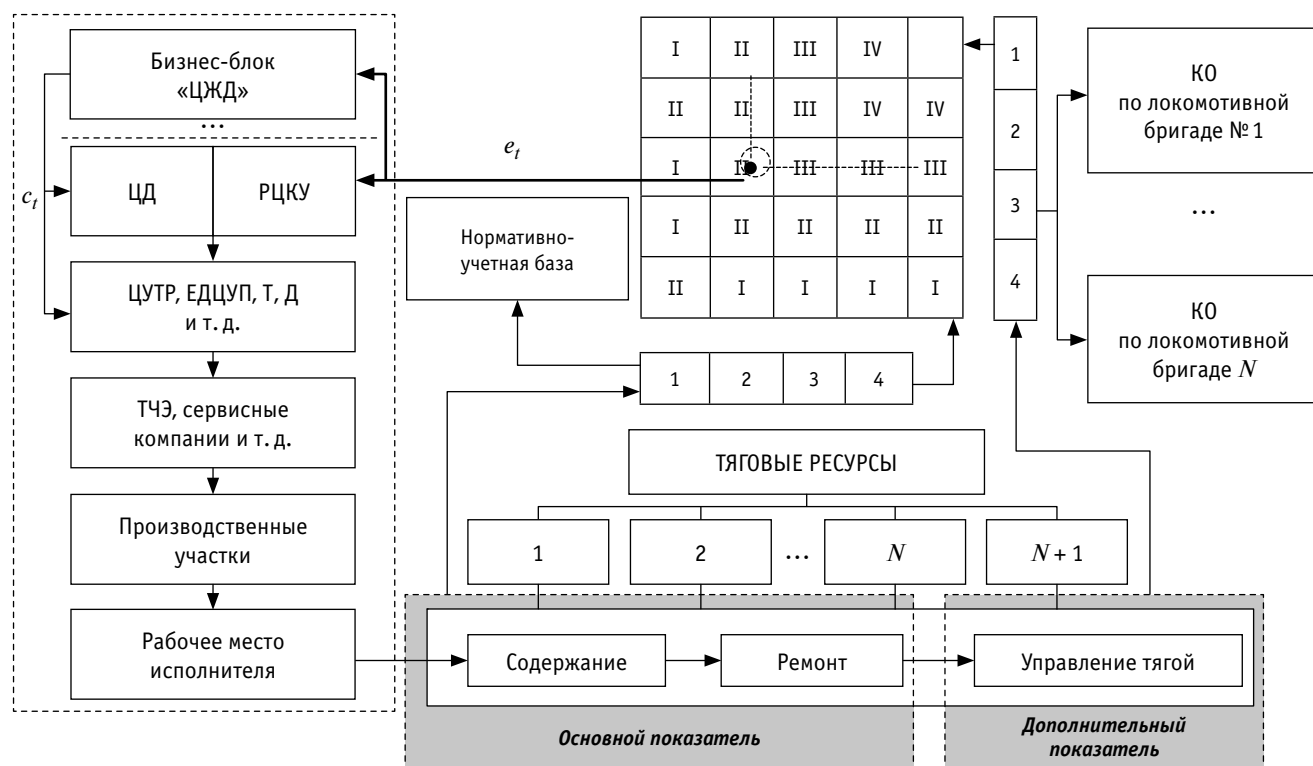 Бизнес-блок
«ЦЖД»
...
c_t
ЦД
РЦКУ
ЦУТР, ЕДЦУП, Т, Д
и т. д.
ТЧЭ, сервисные
компании и т. д.
Производственные
участки
Рабочее место
исполнителя
e_t
Нормативно-
учетная база
I II III IV
II II III IV IV
I II III III III
I II II II II
II I I I I
1
2
3
4
КО
по локомотивной
бригаде № 1
...
КО
по локомотивной
бригаде N
1 2 3 4
ТЯГОВЫЕ РЕСУРСЫ
1 2 ... N N + 1
Содержание
Ремонт
Управление тягой
Основной показатель
Дополнительный
показатель